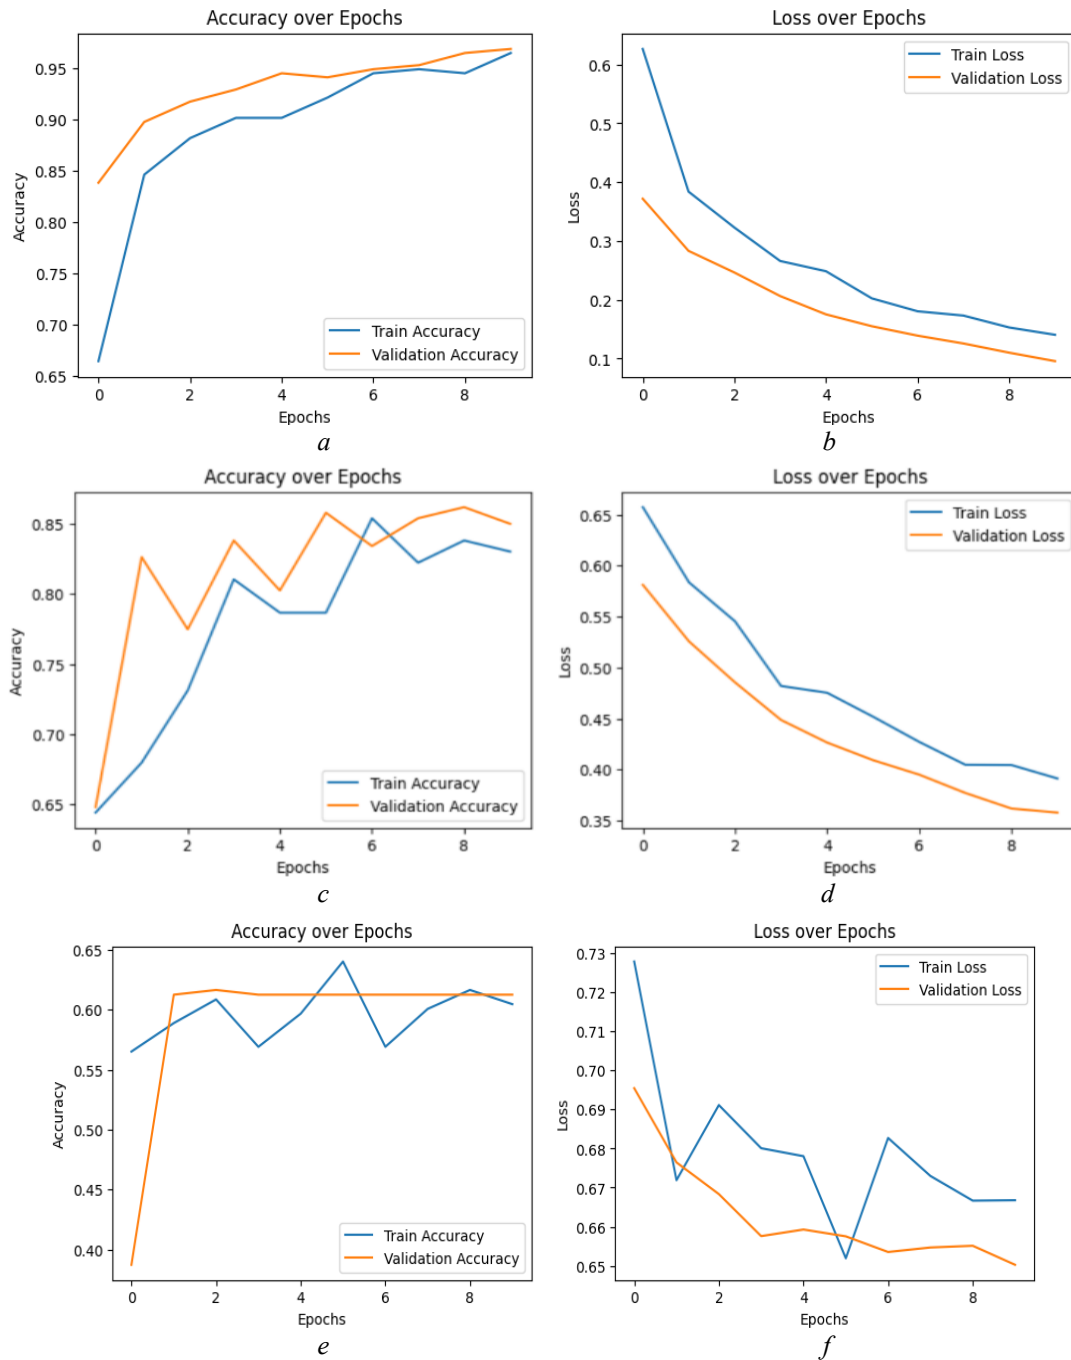 Accuracy over Epochs
Accuracy
0.95
0.90
0.85
0.80
0.75
0.70
0.65
Train Accuracy
Validation Accuracy
0 2 4 6 8
Epochs
a
Loss over Epochs
Loss
0.6
0.5
0.4
0.3
0.2
0.1
Train Loss
Validation Loss
0 2 4 6 8
Epochs
b
Accuracy over Epochs
Accuracy
0.85
0.80
0.75
0.70
0.65
Train Accuracy
Validation Accuracy
0 2 4 6 8
Epochs
c
Loss over Epochs
Loss
0.65
0.60
0.55
0.50
0.45
0.40
0.35
Train Loss
Validation Loss
0 2 4 6 8
Epochs
d
Accuracy over Epochs
Accuracy
0.65
0.60
0.55
0.50
0.45
0.40
Train Accuracy
Validation Accuracy
0 2 4 6 8
Epochs
e
Loss over Epochs
Loss
0.73
0.72
0.71
0.70
0.69
0.68
0.67
0.66
0.65
Train Loss
Validation Loss
0 2 4 6 8
Epochs
f